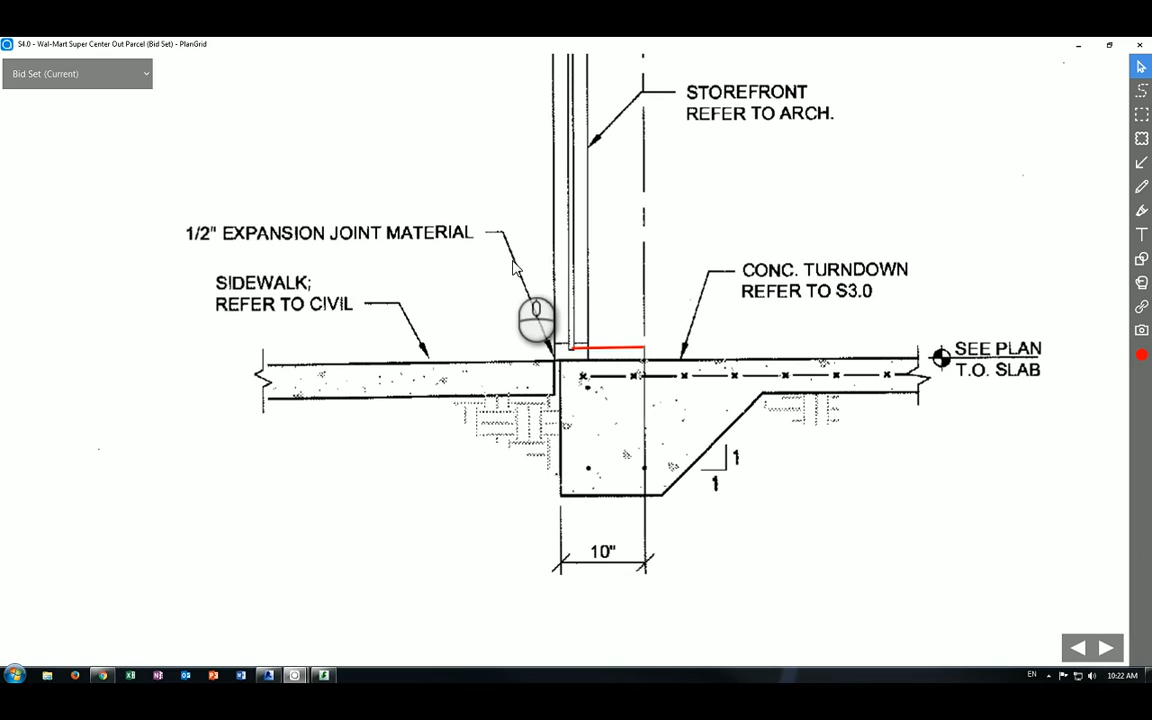 S4.0 - Wal-Mart Super Center Out Parcel (Bid Set) - PlanGrid
Bid Set (Current)
STOREFRONT
REFER TO ARCH.
1/2" EXPANSION JOINT MATERIAL
SIDEWALK;
REFER TO CIVIL
CONC. TURNDOWN
REFER TO S3.0
SEE PLAN
T.O. SLAB
1
1
10"
EN
10:22 AM